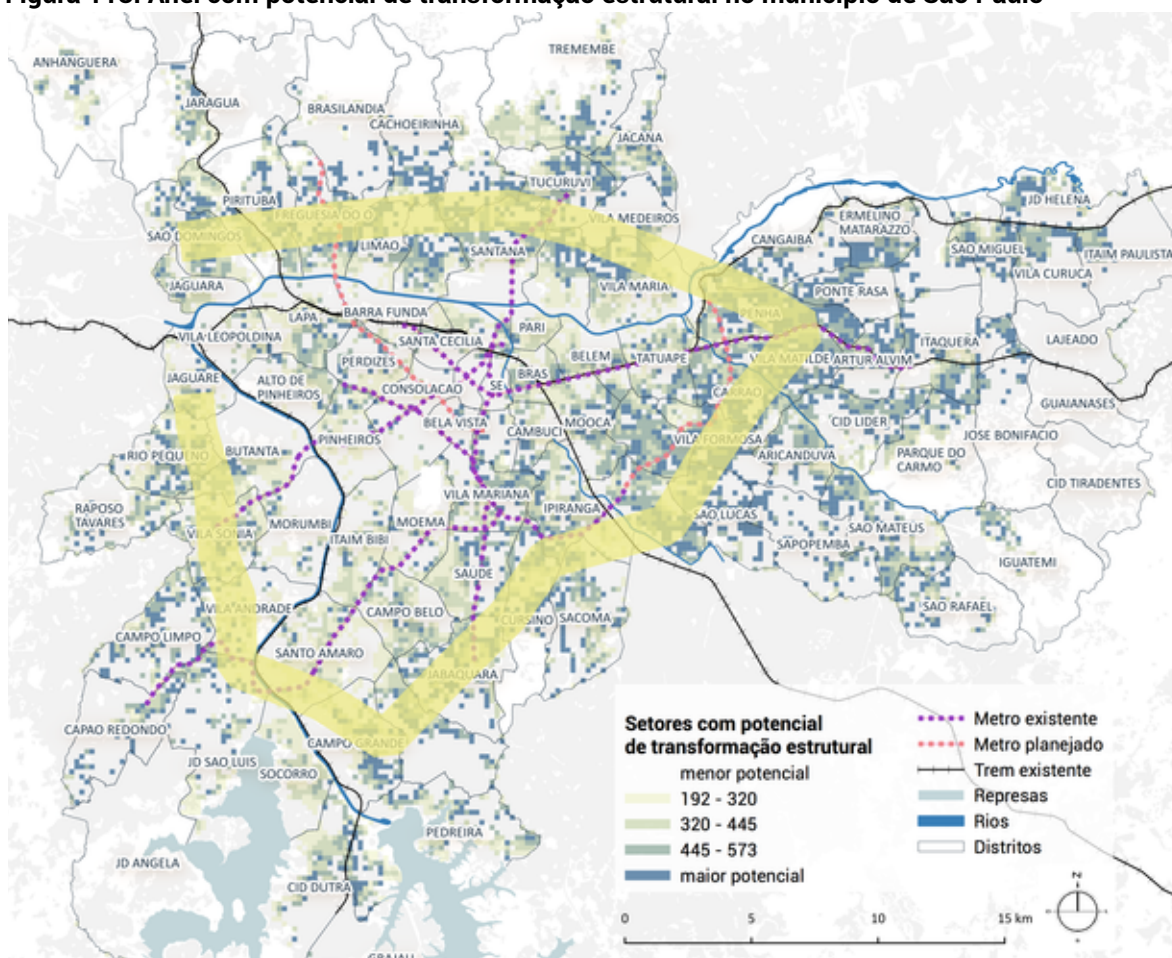 Figura 115: Anel com potencial de transformação estrutural no município de São Paulo
TREMEMBE
ANHANGUERA
JARAGUA
BRASILANDIA
CACHOEIRINHA
JACANA
TUCURUVI
PIRITUBA
FREGUESIA DO O
VILA MEDEIROS
JD HELENA
ERMELINO
MATARAZZO
SAO DOMINGOS
LIMAO
SANTANA
CANGAIBA
SAO MIGUEL
ITAIM PAULISTA
VILA CURUCA
JAGUARA
VILA MARIA
PONTE RASA
LAPA
BARRA FUNDA
PENHA
VILA LEOPOLDINA
SANTA CECILIA
PARI
ITAQUERA
LAJEADO
PERDIZES
BELEM
TATUAPE
VILA MATILDE
ARTUR ALVIM
JAGUARE
ALTO DE
PINHEIROS
CONSOLACAO
SE
BRAS
CARRAO
GUAIANASES
BELA VISTA
CAMBUCI
MOOCA
CID LIDER
PINHEIROS
VILA FORMOSA
JOSE BONIFACIO
RIO PEQUENO
BUTANTA
ARICANDUVA
PARQUE DO
CARMO
CID TIRADENTES
VILA MARIANA
RAPOSO
TAVARES
IPIRANGA
MORUMBI
MOEMA
SAO LUCAS
VILA SONIA
ITAIM BIBI
SAO MATEUS
SAPOPEMBA
IGUATEMI
SAUDE
VILA ANDRADE
CAMPO BELO
CURSINO
SACOMA
SAO RAFAEL
CAMPO LIMPO
SANTO AMARO
JABAQUARA
CAPAO REDONDO
CAMPO GRANDE
JD SAO LUIS
SOCORRO
PEDREIRA
JD ANGELA
CID DUTRA
GRAJAU
Setores com potencial
de transformação estrutural
menor potencial
192 - 320
320 - 445
445 - 573
maior potencial
Metro existente
Metro planejado
Trem existente
Represas
Rios
Distritos
N
0 5 10 15 km